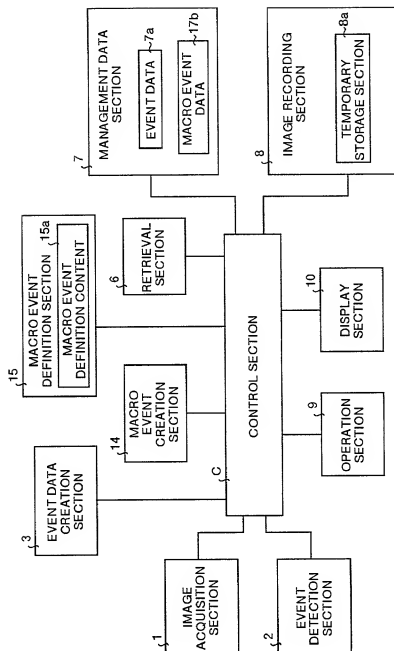 3
EVENT DATA
CREATION
SECTION
15
MACRO EVENT
DEFINITION SECTION
15a
MACRO EVENT
DEFINITION CONTENT
14
MACRO
EVENT
CREATION
SECTION
6
RETRIEVAL
SECTION
7
MANAGEMENT DATA
SECTION
7a
EVENT DATA
17b
MACRO EVENT
DATA
1
IMAGE
ACQUISITION
SECTION
C
CONTROL SECTION
2
EVENT
DETECTION
SECTION
9
OPERATION
SECTION
10
DISPLAY
SECTION
8
IMAGE RECORDING
SECTION
8a
TEMPORARY
STORAGE SECTION